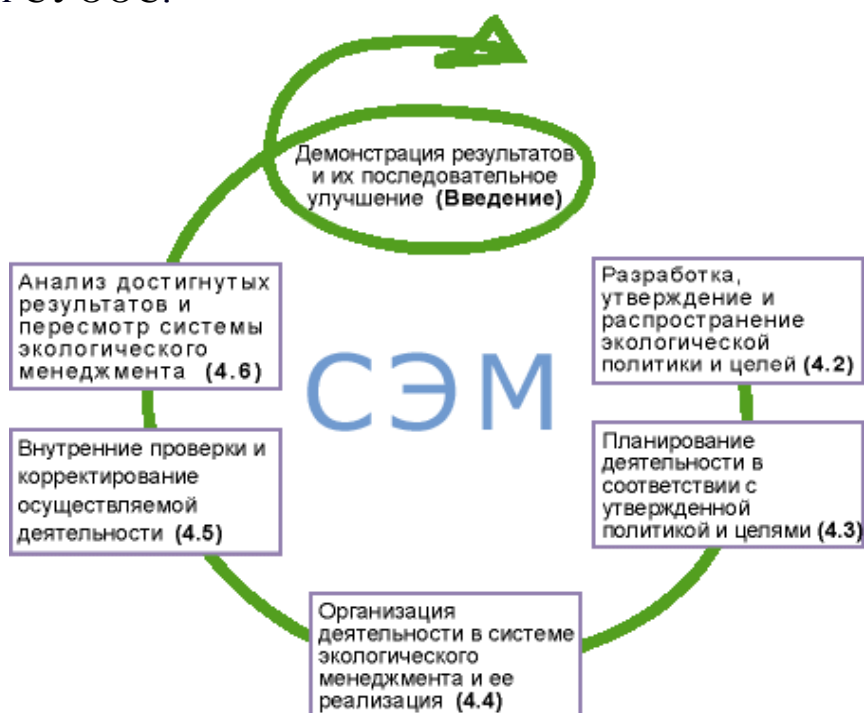 Демонстрация результатов
и их последовательное
улучшение (Введение)
Анализ достигнутых
результатов и
пересмотр системы
экологического
менеджмента (4.6)
Разработка,
утверждение и
распространение
экологической
политики и целей (4.2)
СЭМ
Внутренние проверки и
корректирование
осуществляемой
деятельности (4.5)
Планирование
деятельности в
соответствии с
утвержденной
политикой и целями (4.3)
Организация
деятельности в системе
экологического
менеджмента и ее
реализация (4.4)